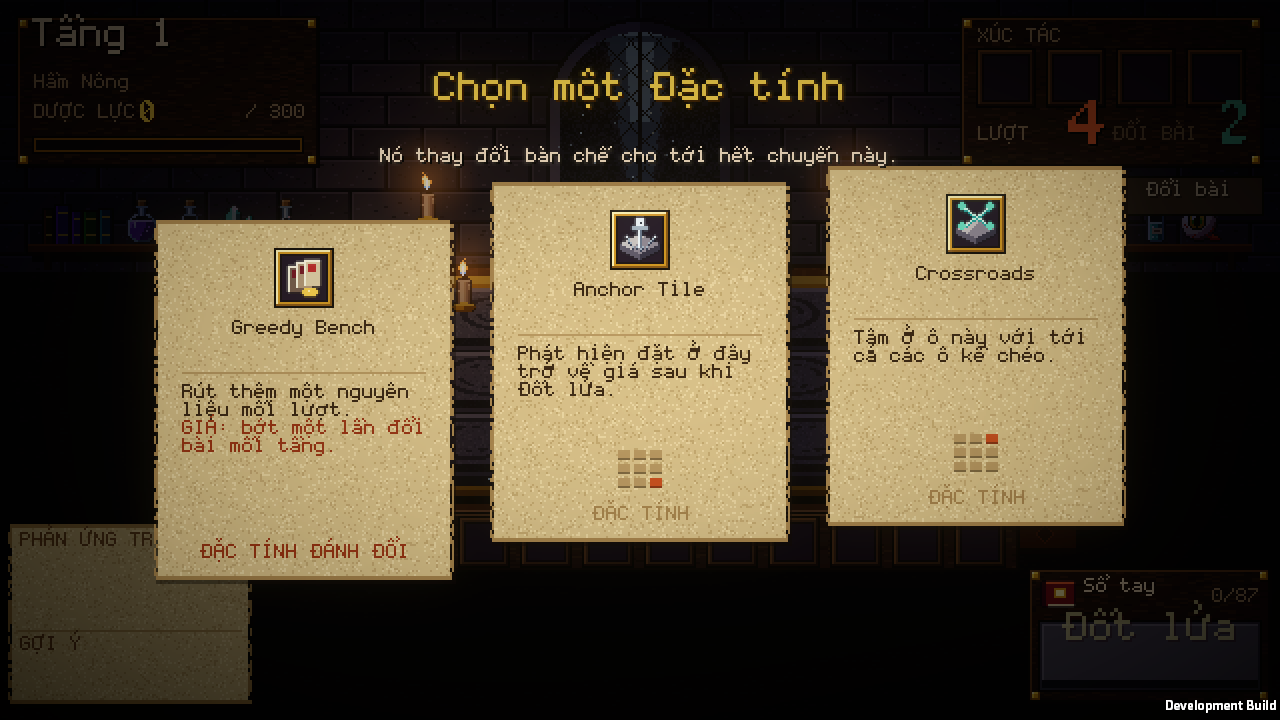 Tầng 1
Hầm Nông
DƯỢC LỰC 0 / 300
Chọn một Đặc tính
Nó thay đổi bàn chế cho tới hết chuyến này.
XÚC TÁC
LƯỢT 4 ĐỔI BÀI 2
Đổi bài
Greedy Bench
Rút thêm một nguyên
liệu mỗi lượt.
GIÁ: bớt một lần đổi
bài mỗi tầng.
ĐẶC TÍNH ĐÁNH ĐỔI
Anchor Tile
Phát hiện đặt ở đây
trở về giá sau khi
Đốt lửa.
ĐẶC TÍNH
Crossroads
Tâm ở ô này với tới
cả các ô kề chéo.
ĐẶC TÍNH
PHẢN ỨNG TR
GỢI Ý
Sổ tay
0/87
Đốt lửa
Development Build